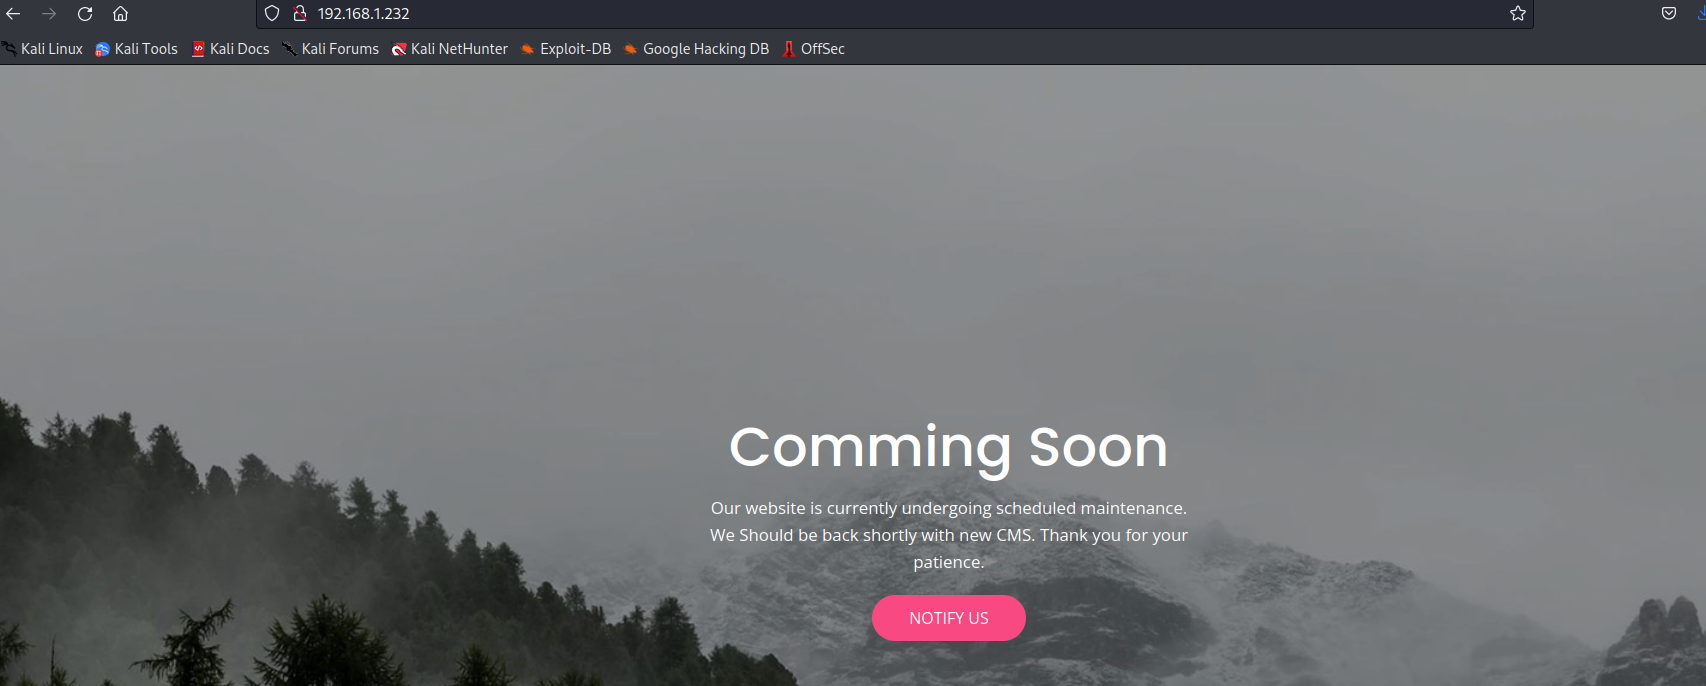 192.168.1.232
Kali Linux Kali Tools Kali Docs Kali Forums Kali NetHunter Exploit-DB Google Hacking DB OffSec
Comming Soon
Our website is currently undergoing scheduled maintenance.
We Should be back shortly with new CMS. Thank you for your
patience.
NOTIFY US